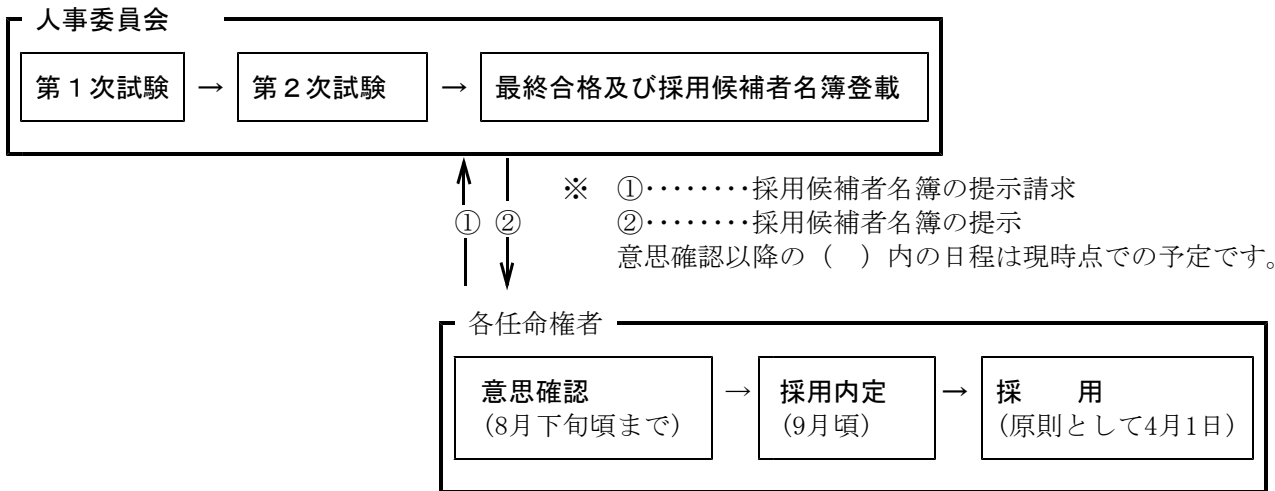 人事委員会
第1次試験 → 第2次試験 → 最終合格及び採用候補者名簿登載
① ②
※ ①・・・・・・・・採用候補者名簿の提示請求
②・・・・・・・・採用候補者名簿の提示
意思確認以降の（　）内の日程は現時点での予定です。
各任命権者
意思確認 → 採用内定 → 採　　用
(8月下旬頃まで) (9月頃) (原則として4月1日)